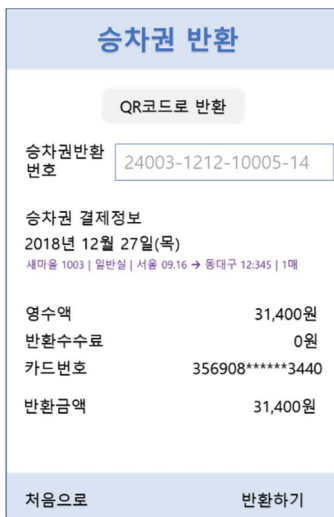 승차권 반환
QR코드로 반환
승차권반환
번호
24003-1212-10005-14
승차권 결제정보
2018년 12월 27일(목)
새마을 1003 | 일반실 | 서울 09.16 → 동대구 12:345 | 1매
영수액 31,400원
반환수수료 0원
카드번호 356908******3440
반환금액 31,400원
처음으로 반환하기